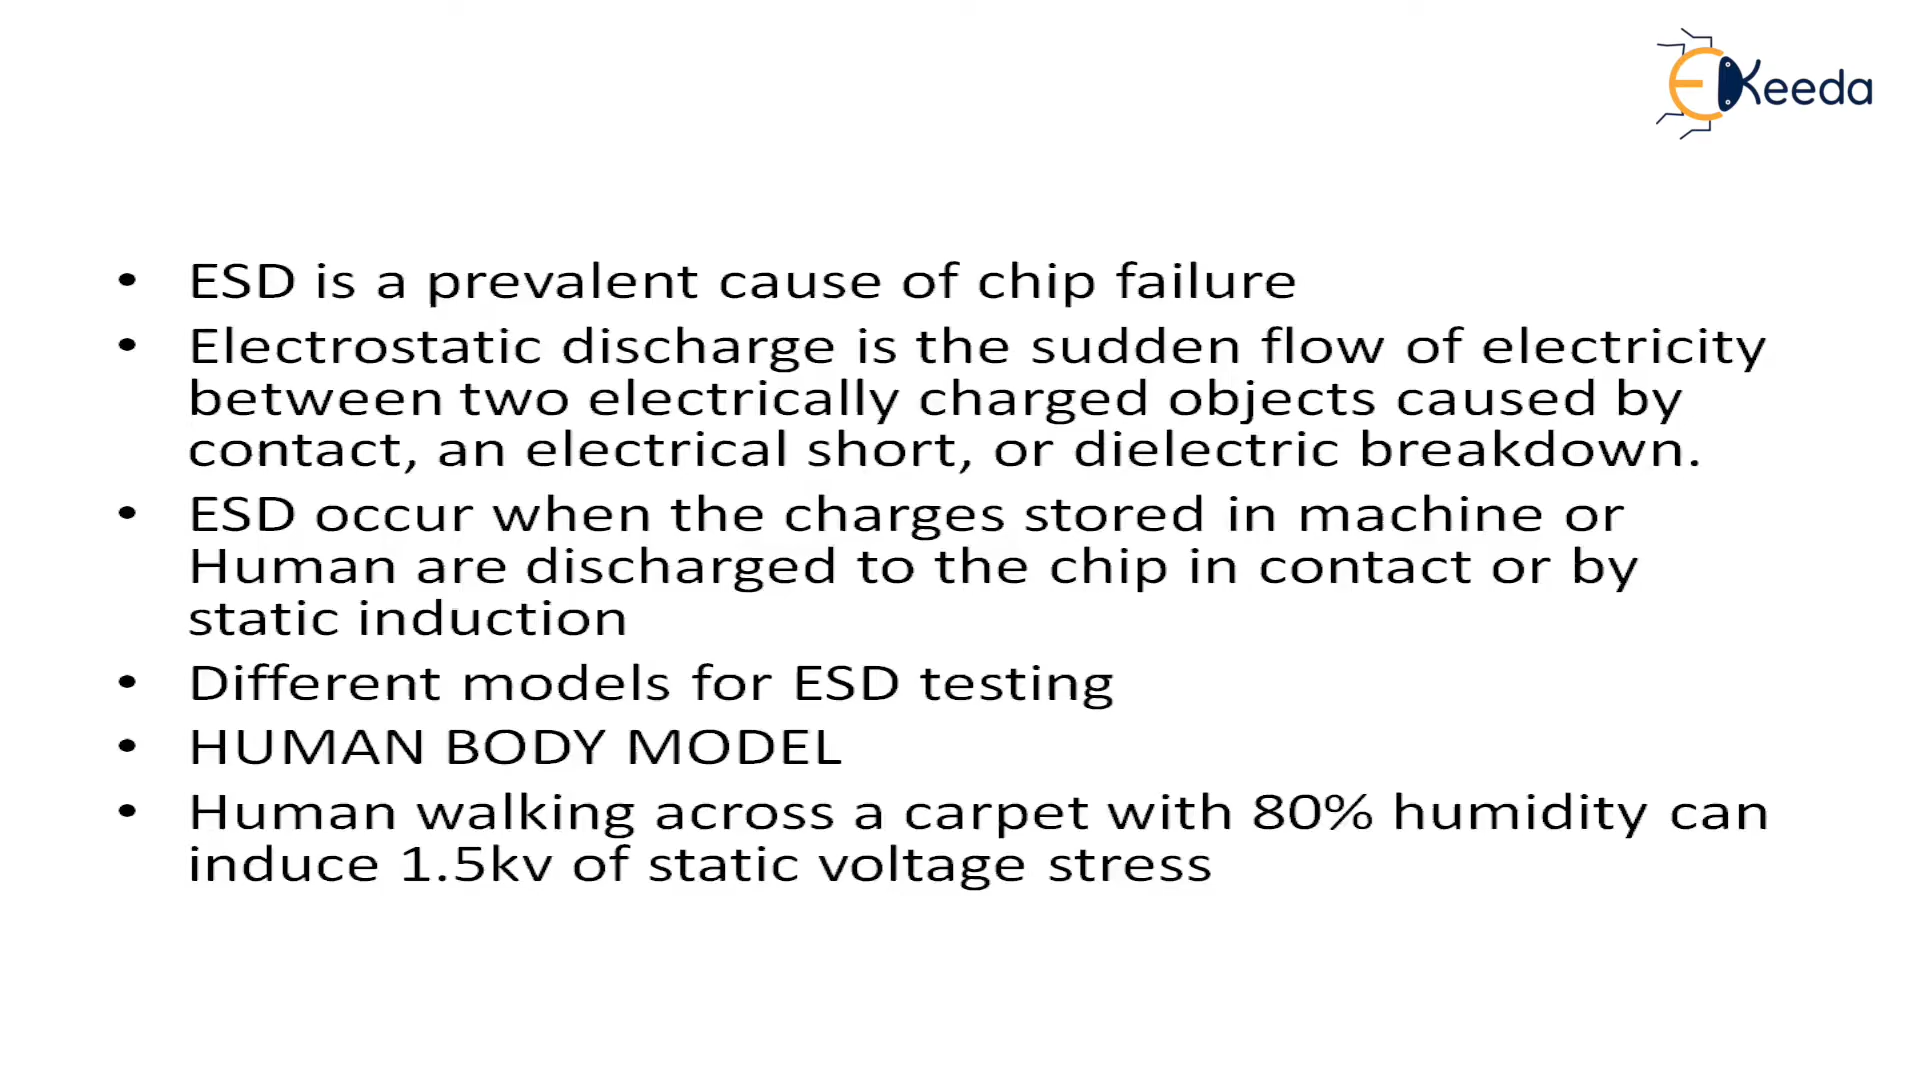 EKeeda
• ESD is a prevalent cause of chip failure
• Electrostatic discharge is the sudden flow of electricity
between two electrically charged objects caused by
contact, an electrical short, or dielectric breakdown.
• ESD occur when the charges stored in machine or
Human are discharged to the chip in contact or by
static induction
• Different models for ESD testing
• HUMAN BODY MODEL
• Human walking across a carpet with 80% humidity can
induce 1.5kv of static voltage stress